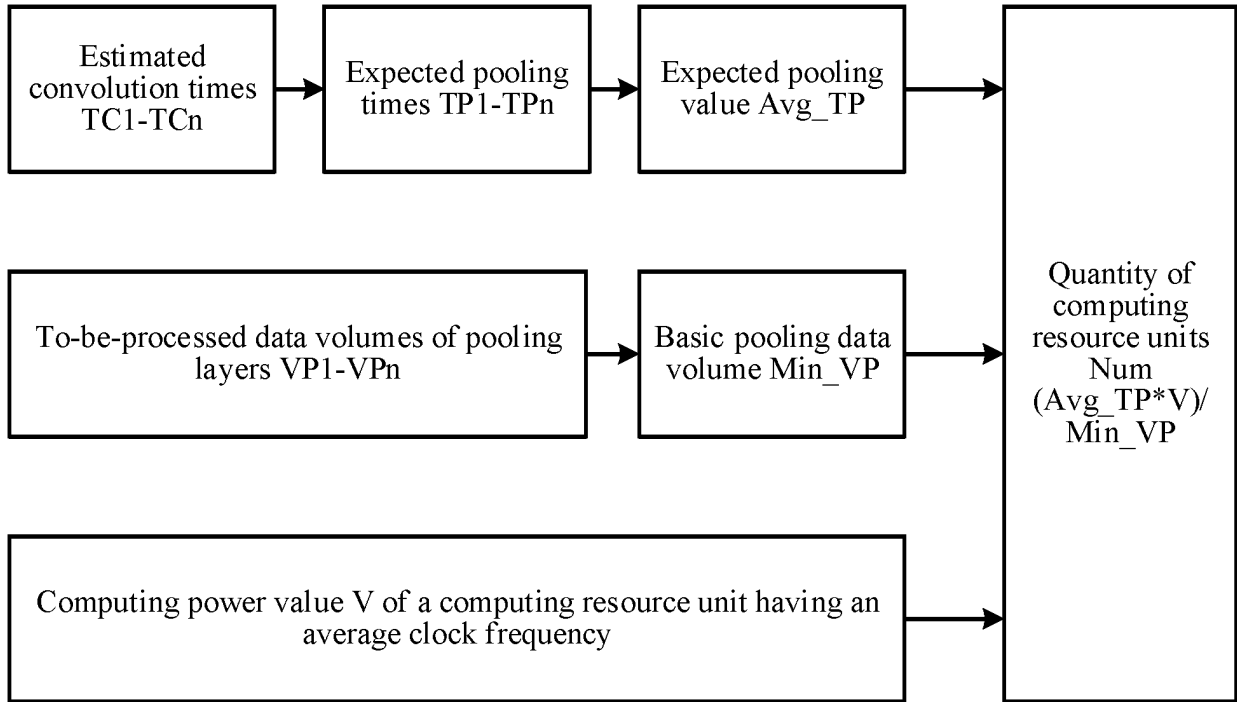 Estimated
convolution times
TC1-TCn
Expected pooling
times TP1-TPn
Expected pooling
value Avg_TP
To-be-processed data volumes of pooling
layers VP1-VPn
Basic pooling data
volume Min_VP
Computing power value V of a computing resource unit having an
average clock frequency
Quantity of
computing
resource units
Num
(Avg_TP*V)/
Min_VP